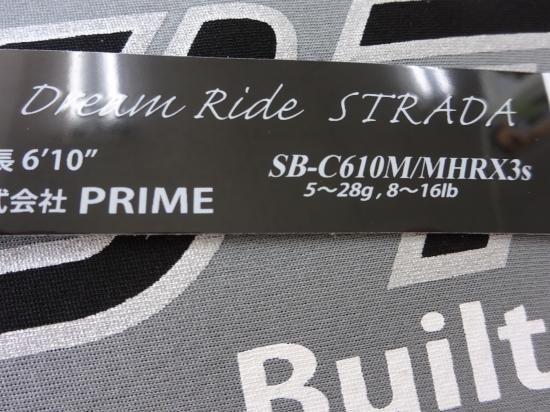 Dream Ride STRADA
長 6'10"
SB-C610M/MHRX3s
5～28g , 8～16lb
式会社 PRIME
Built